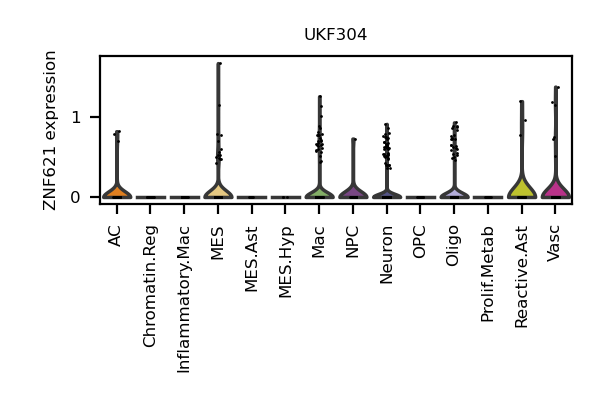 UKF304
ZNF621 expression
1
0
AC
Chromatin.Reg
Inflammatory.Mac
MES
MES.Ast
MES.Hyp
Mac
NPC
Neuron
OPC
Oligo
Prolif.Metab
Reactive.Ast
Vasc